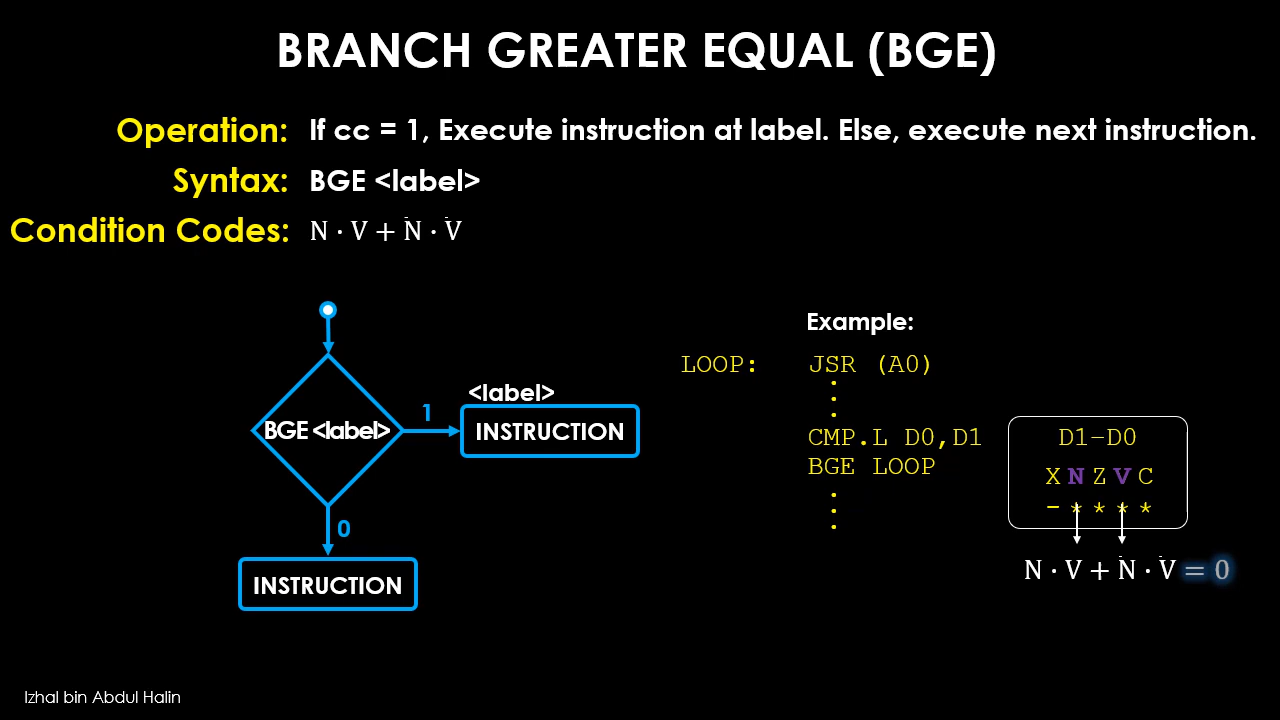 BRANCH GREATER EQUAL (BGE)
Operation: If cc = 1, Execute instruction at label. Else, execute next instruction.
Syntax: BGE <label>
Condition Codes: N · V + Ṅ · V̇
BGE <label>
1
<label>
INSTRUCTION
0
INSTRUCTION
Example:
LOOP: JSR (A0)
CMP.L D0,D1
BGE LOOP
D1–D0
X N Z V C
– * * * *
N · V + Ṅ · V̇ = 0
Izhal bin Abdul Halin